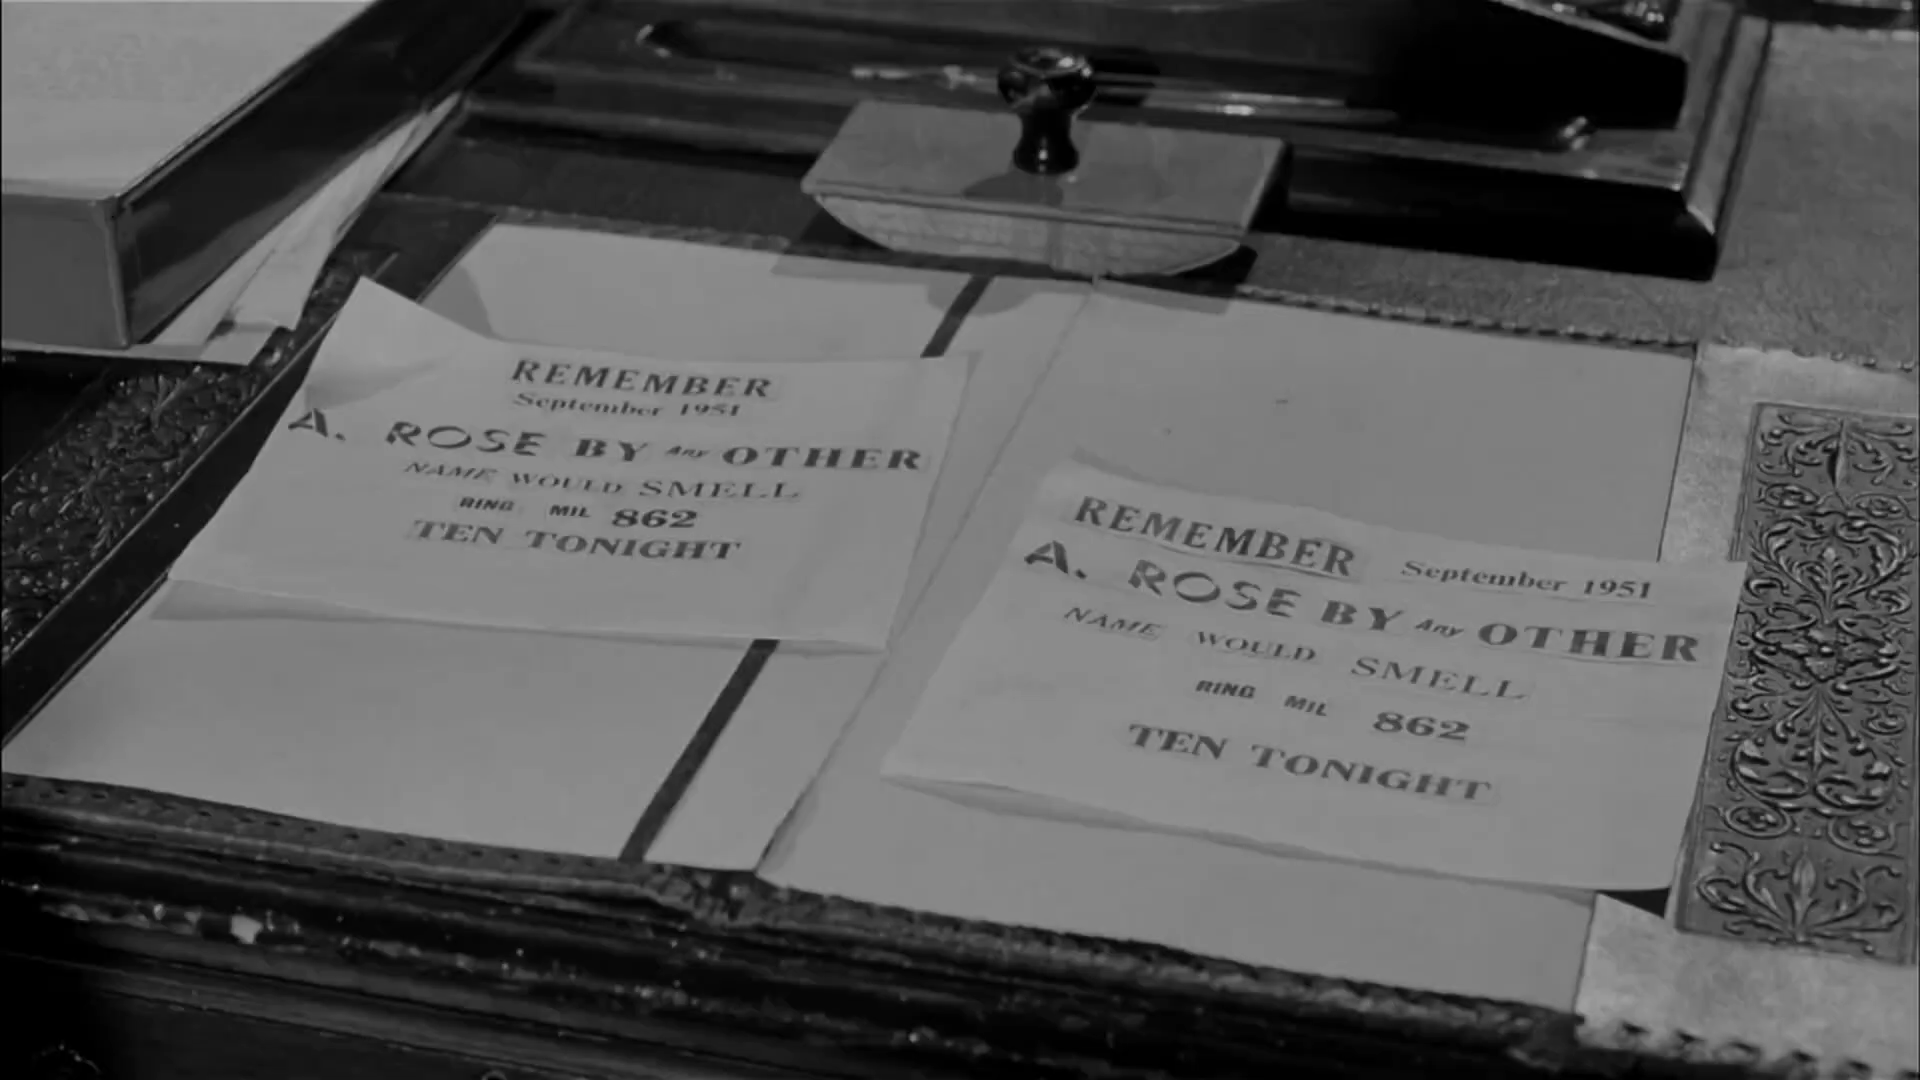 REMEMBER
September 1951
A. ROSE BY Any OTHER
NAME WOULD SMELL
RING MIL 862
TEN TONIGHT
REMEMBER September 1951
A. ROSE BY Any OTHER
NAME WOULD SMELL
RING MIL 862
TEN TONIGHT